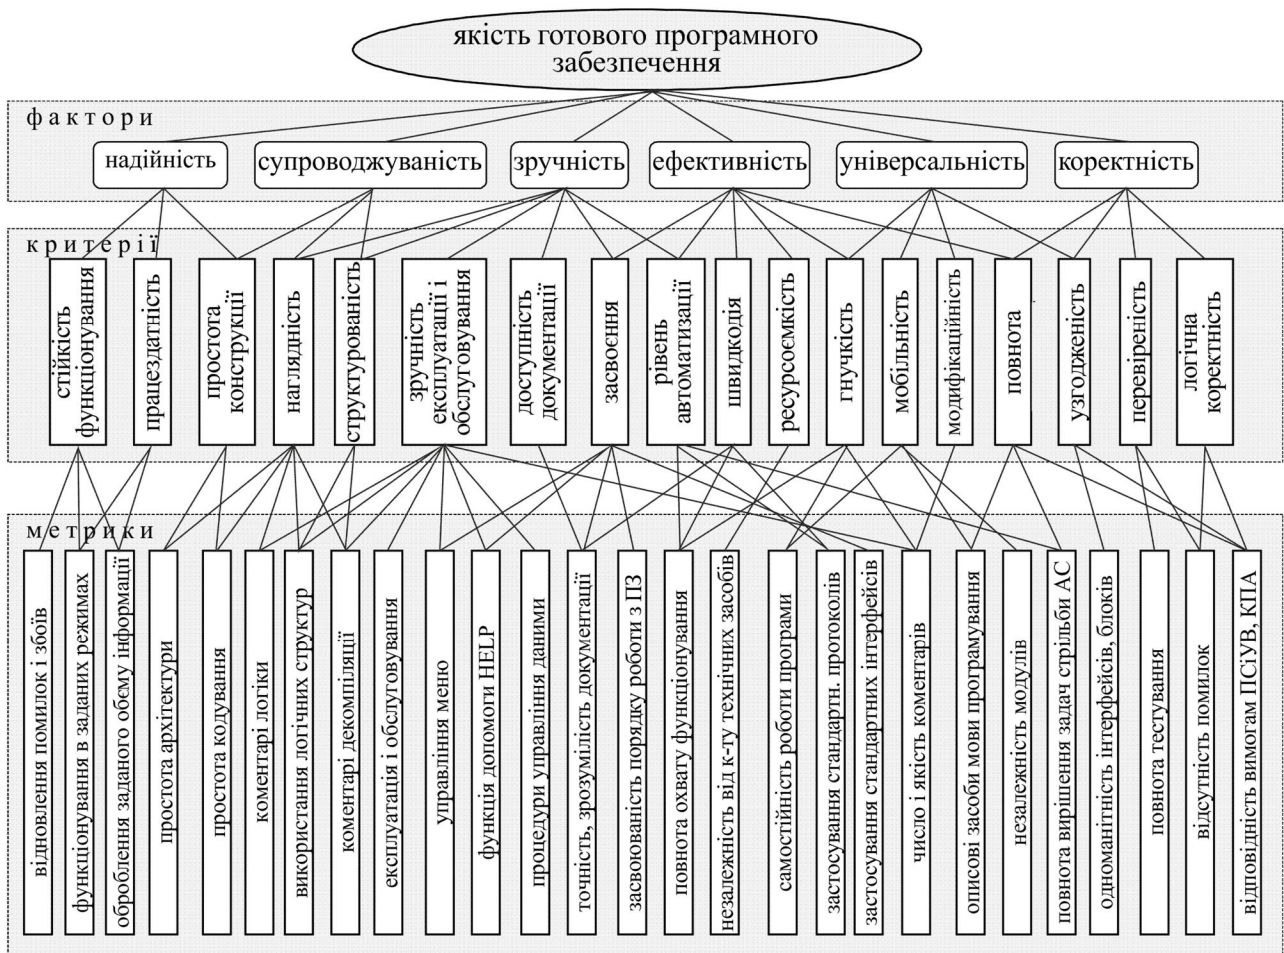 якість готового програмного
забезпечення
фактори
надійність
супроводжуваність
зручність
ефективність
універсальність
коректність
критерії
стійкість
функціонування
працездатність
простота
конструкції
наглядність
структурованість
зручність
експлуатації і
обслуговування
доступність
документації
засвоєння
рівень
автоматизації
швидкодія
ресурсоємкість
гнучкість
мобільність
модифікаційність
повнота
узгодженість
перевіреність
логічна
коректність
метрики
відновлення помилок і збоїв
функціонування в заданих режимах
оброблення заданого обєму інформації
простота архітектури
простота кодування
коментарі логіки
використання логічних структур
коментарі декомпіляції
експлуатація і обслуговування
управління меню
функція допомоги HELP
процедури управління даними
точність, зрозумілість документації
засвоюваність порядку роботи з ПЗ
повнота охвату функціонування
незалежність від к-ту технічних засобів
самостійність роботи програми
застосування стандартн. протоколів
застосування стандартних інтерфейсів
число і якість коментарів
описові засоби мови програмування
незалежність модулів
повнота вирішення задач стрільби АС
одноманітність інтерфейсів, блоків
повнота тестування
відсутність помилок
відповідність вимогам ПСіУВ, КПА